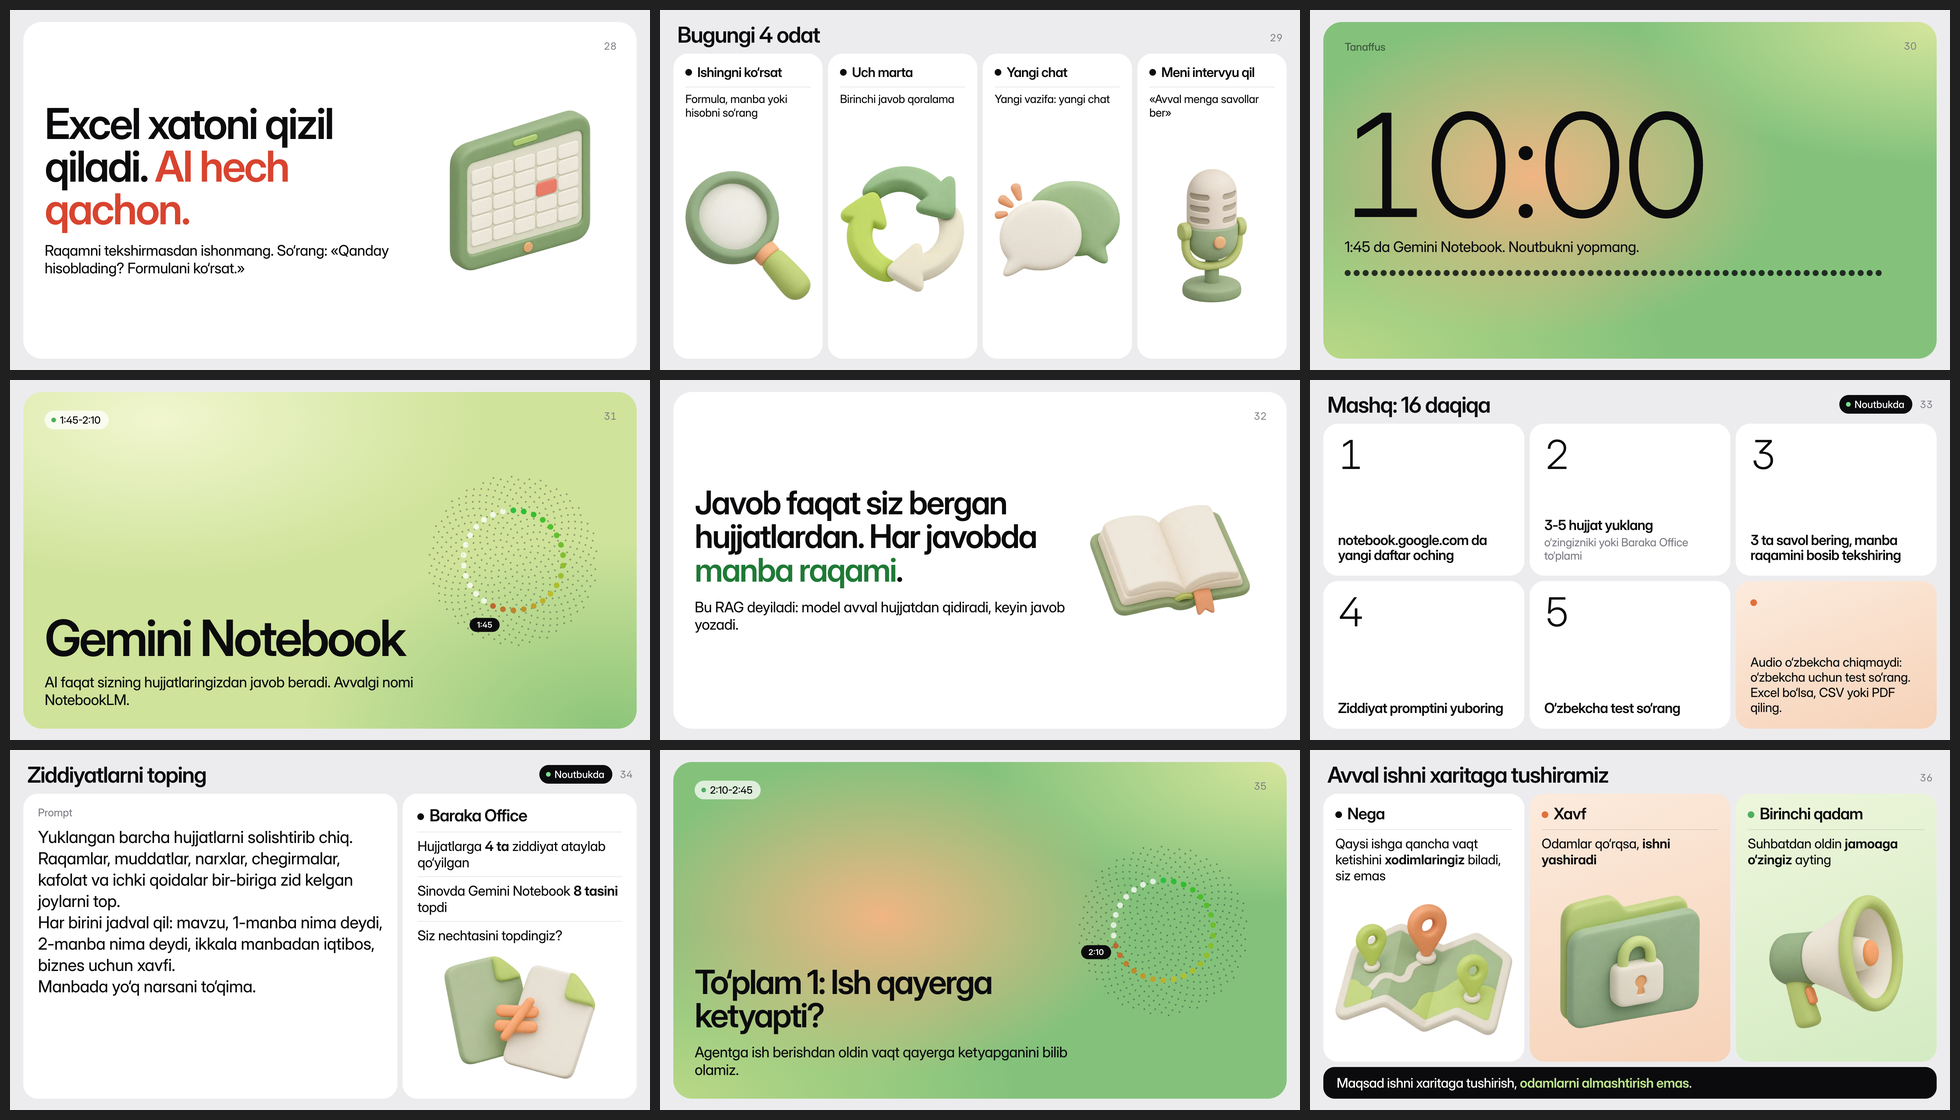 28
Excel xatoni qizil
qiladi. AI hech
qachon.
Raqamni tekshirmasdan ishonmang. So‘rang: «Qanday
hisoblading? Formulani ko‘rsat.»
Bugungi 4 odat
29
Ishingni ko‘rsat
Formula, manba yoki
hisobni so‘rang
Uch marta
Birinchi javob qoralama
Yangi chat
Yangi vazifa: yangi chat
Meni intervyu qil
«Avval menga savollar
ber»
Tanaffus
30
10:00
1:45 da Gemini Notebook. Noutbukni yopmang.
1:45-2:10
31
1:45
Gemini Notebook
AI faqat sizning hujjatlaringizdan javob beradi. Avvalgi nomi
NotebookLM.
32
Javob faqat siz bergan
hujjatlardan. Har javobda
manba raqami.
Bu RAG deyiladi: model avval hujjatdan qidiradi, keyin javob
yozadi.
Mashq: 16 daqiqa
Noutbukda
33
1
notebook.google.com da
yangi daftar oching
2
3-5 hujjat yuklang
o‘zingizniki yoki Baraka Office
to‘plami
3
3 ta savol bering, manba
raqamini bosib tekshiring
4
Ziddiyat promptini yuboring
5
O‘zbekcha test so‘rang
Audio o‘zbekcha chiqmaydi:
o‘zbekcha uchun test so‘rang.
Excel bo‘lsa, CSV yoki PDF
qiling.
Ziddiyatlarni toping
Noutbukda
34
Prompt
Yuklangan barcha hujjatlarni solishtirib chiq.
Raqamlar, muddatlar, narxlar, chegirmalar,
kafolat va ichki qoidalar bir-biriga zid kelgan
joylarni top.
Har birini jadval qil: mavzu, 1-manba nima deydi,
2-manba nima deydi, ikkala manbadan iqtibos,
biznes uchun xavfi.
Manbada yo‘q narsani to‘qima.
Baraka Office
Hujjatlarga 4 ta ziddiyat ataylab
qo‘yilgan
Sinovda Gemini Notebook 8 tasini
topdi
Siz nechtasini topdingiz?
2:10-2:45
35
2:10
To‘plam 1: Ish qayerga
ketyapti?
Agentga ish berishdan oldin vaqt qayerga ketyapganini bilib
olamiz.
Avval ishni xaritaga tushiramiz
36
Nega
Qaysi ishga qancha vaqt
ketishini xodimlaringiz biladi,
siz emas
Xavf
Odamlar qo‘rqsa, ishni
yashiradi
Birinchi qadam
Suhbatdan oldin jamoaga
o‘zingiz ayting
Maqsad ishni xaritaga tushirish, odamlarni almashtirish emas.